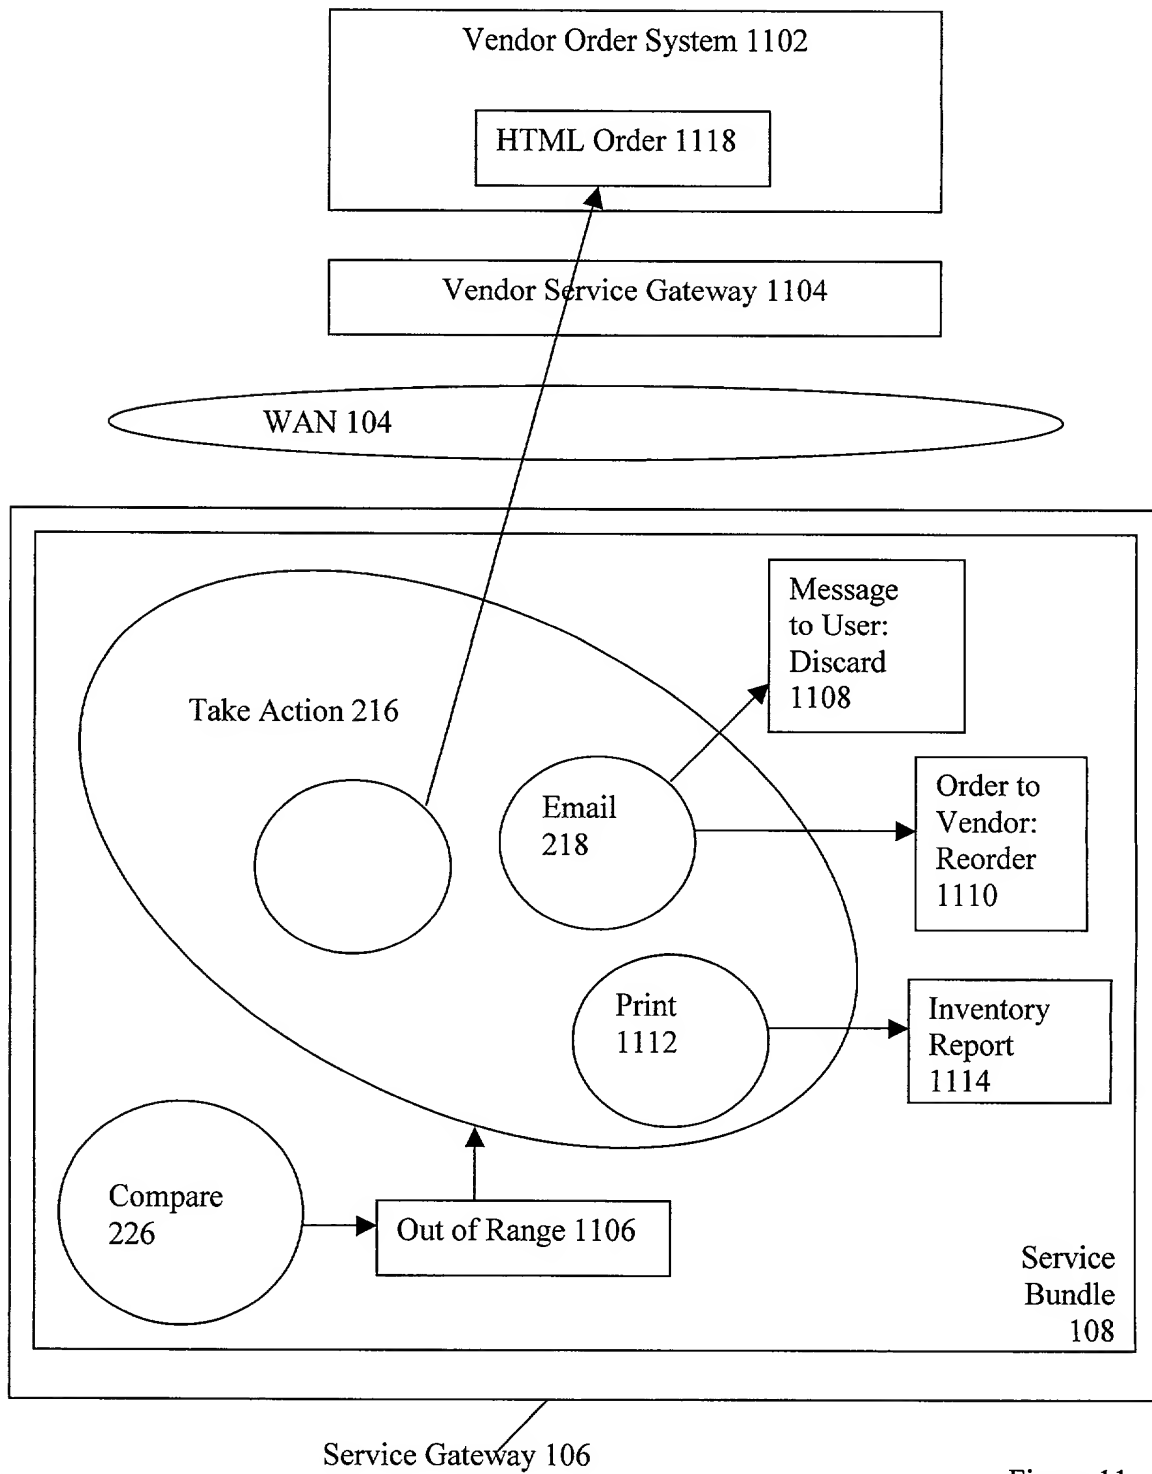 Vendor Order System 1102
HTML Order 1118
Vendor Service Gateway 1104
WAN 104
Message
to User:
Discard
1108
Take Action 216
Email
218
Order to
Vendor:
Reorder
1110
Print
1112
Inventory
Report
1114
Compare
226
Out of Range 1106
Service
Bundle
108
Service Gateway 106
Figure 11